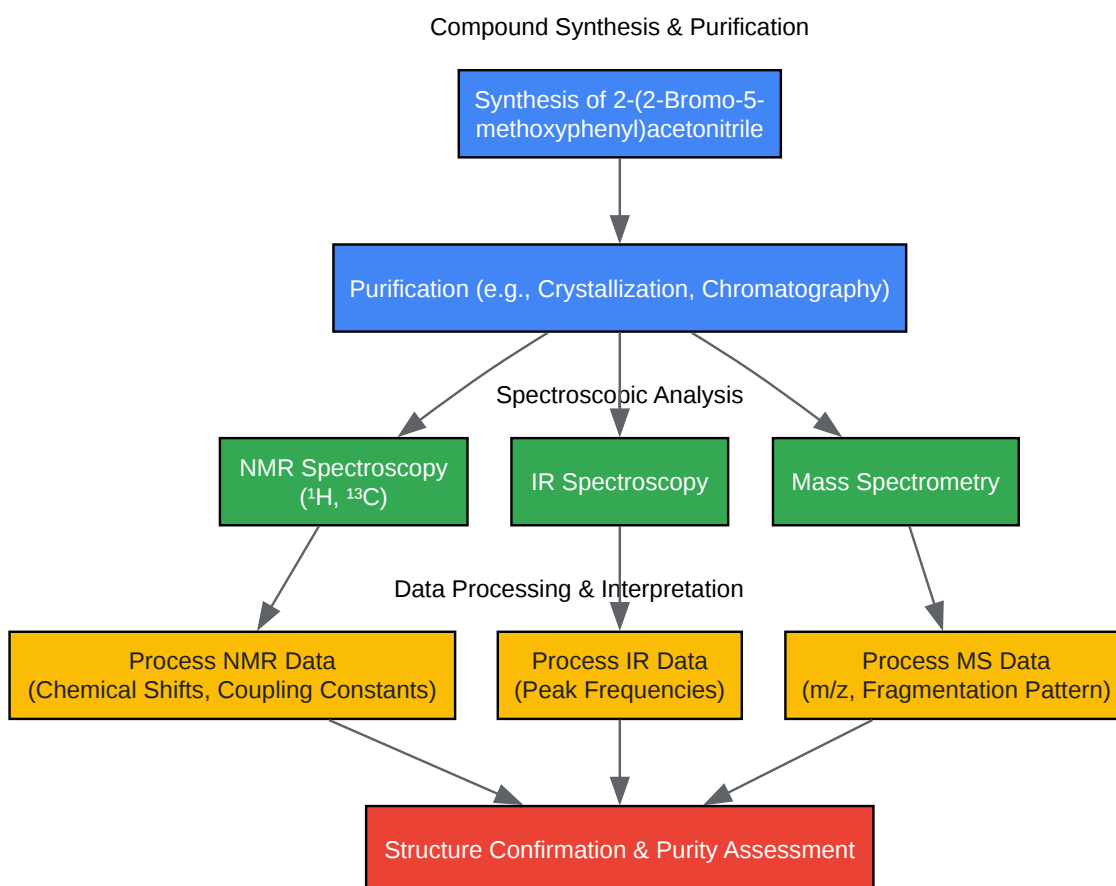 Compound Synthesis & Purification
Synthesis of 2-(2-Bromo-5-
methoxyphenyl)acetonitrile
Purification (e.g., Crystallization, Chromatography)
Spectroscopic Analysis
NMR Spectroscopy
(¹H, ¹³C)
IR Spectroscopy
Mass Spectrometry
Data Processing & Interpretation
Process NMR Data
(Chemical Shifts, Coupling Constants)
Process IR Data
(Peak Frequencies)
Process MS Data
(m/z, Fragmentation Pattern)
Structure Confirmation & Purity Assessment